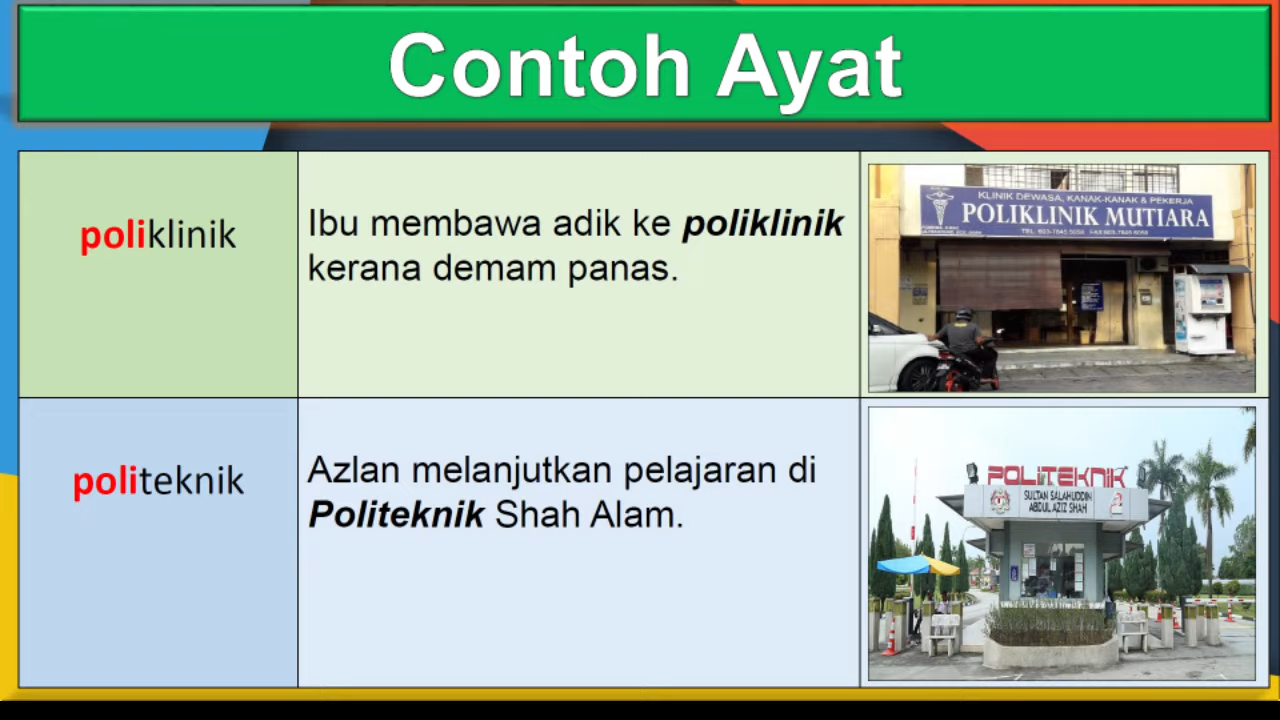 Contoh Ayat
poliklinik
Ibu membawa adik ke poliklinik
kerana demam panas.
KLINIK DEWASA, KANAK-KANAK & PEKERJA
POLIKLINIK MUTIARA
politeknik
Azlan melanjutkan pelajaran di
Politeknik Shah Alam.
POLITEKNIK
SULTAN SALAHUDDIN
ABDUL AZIZ SHAH